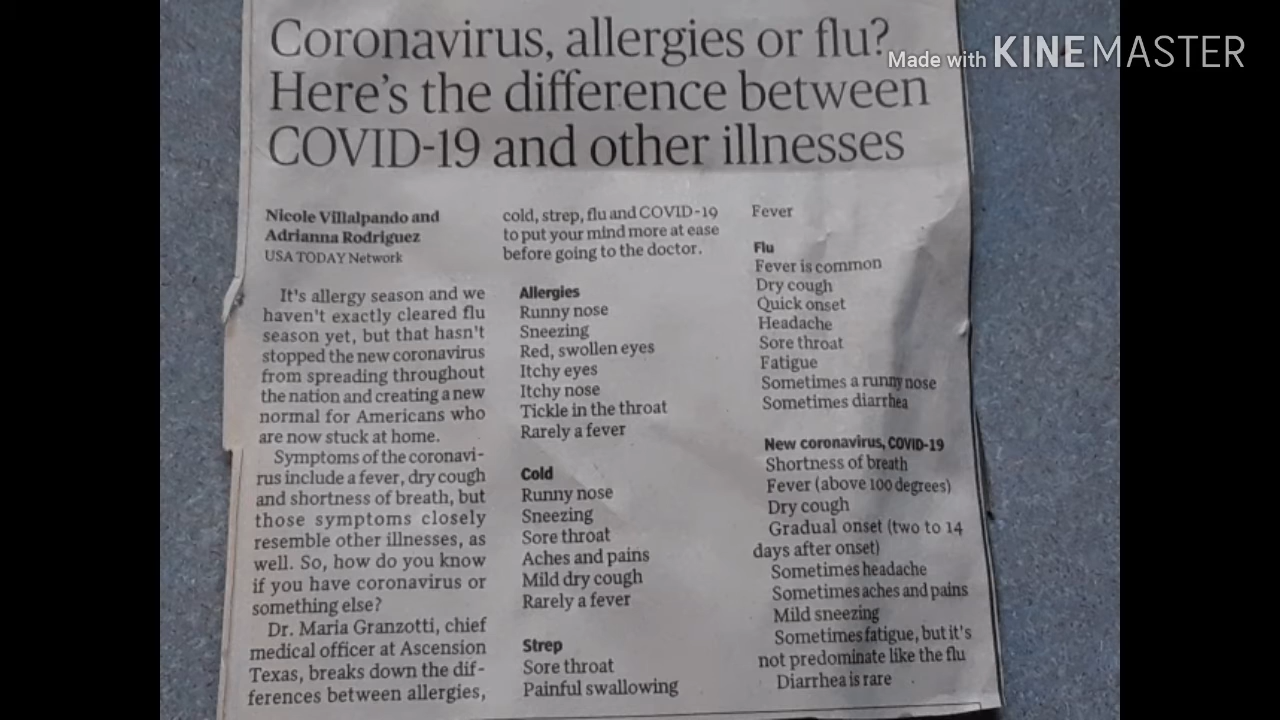 Coronavirus, allergies or flu?
Here's the difference between
COVID-19 and other illnesses
Made with KINEMASTER
Nicole Villalpando and
Adrianna Rodriguez
USA TODAY Network
It's allergy season and we
haven't exactly cleared flu
season yet, but that hasn't
stopped the new coronavirus
from spreading throughout
the nation and creating a new
normal for Americans who
are now stuck at home.
Symptoms of the coronavi-
rus include a fever, dry cough
and shortness of breath, but
those symptoms closely
resemble other illnesses, as
well. So, how do you know
if you have coronavirus or
something else?
Dr. Maria Granzotti, chief
medical officer at Ascension
Texas, breaks down the dif-
ferences between allergies,
cold, strep, flu and COVID-19
to put your mind more at ease
before going to the doctor.
Allergies
Runny nose
Sneezing
Red, swollen eyes
Itchy eyes
Itchy nose
Tickle in the throat
Rarely a fever
Cold
Runny nose
Sneezing
Sore throat
Aches and pains
Mild dry cough
Rarely a fever
Strep
Sore throat
Painful swallowing
Fever
Flu
Fever is common
Dry cough
Quick onset
Headache
Sore throat
Fatigue
Sometimes a runny nose
Sometimes diarrhea
New coronavirus, COVID-19
Shortness of breath
Fever (above 100 degrees)
Dry cough
Gradual onset (two to 14
days after onset)
Sometimes headache
Sometimes aches and pains
Mild sneezing
Sometimes fatigue, but it's
not predominate like the flu
Diarrhea is rare